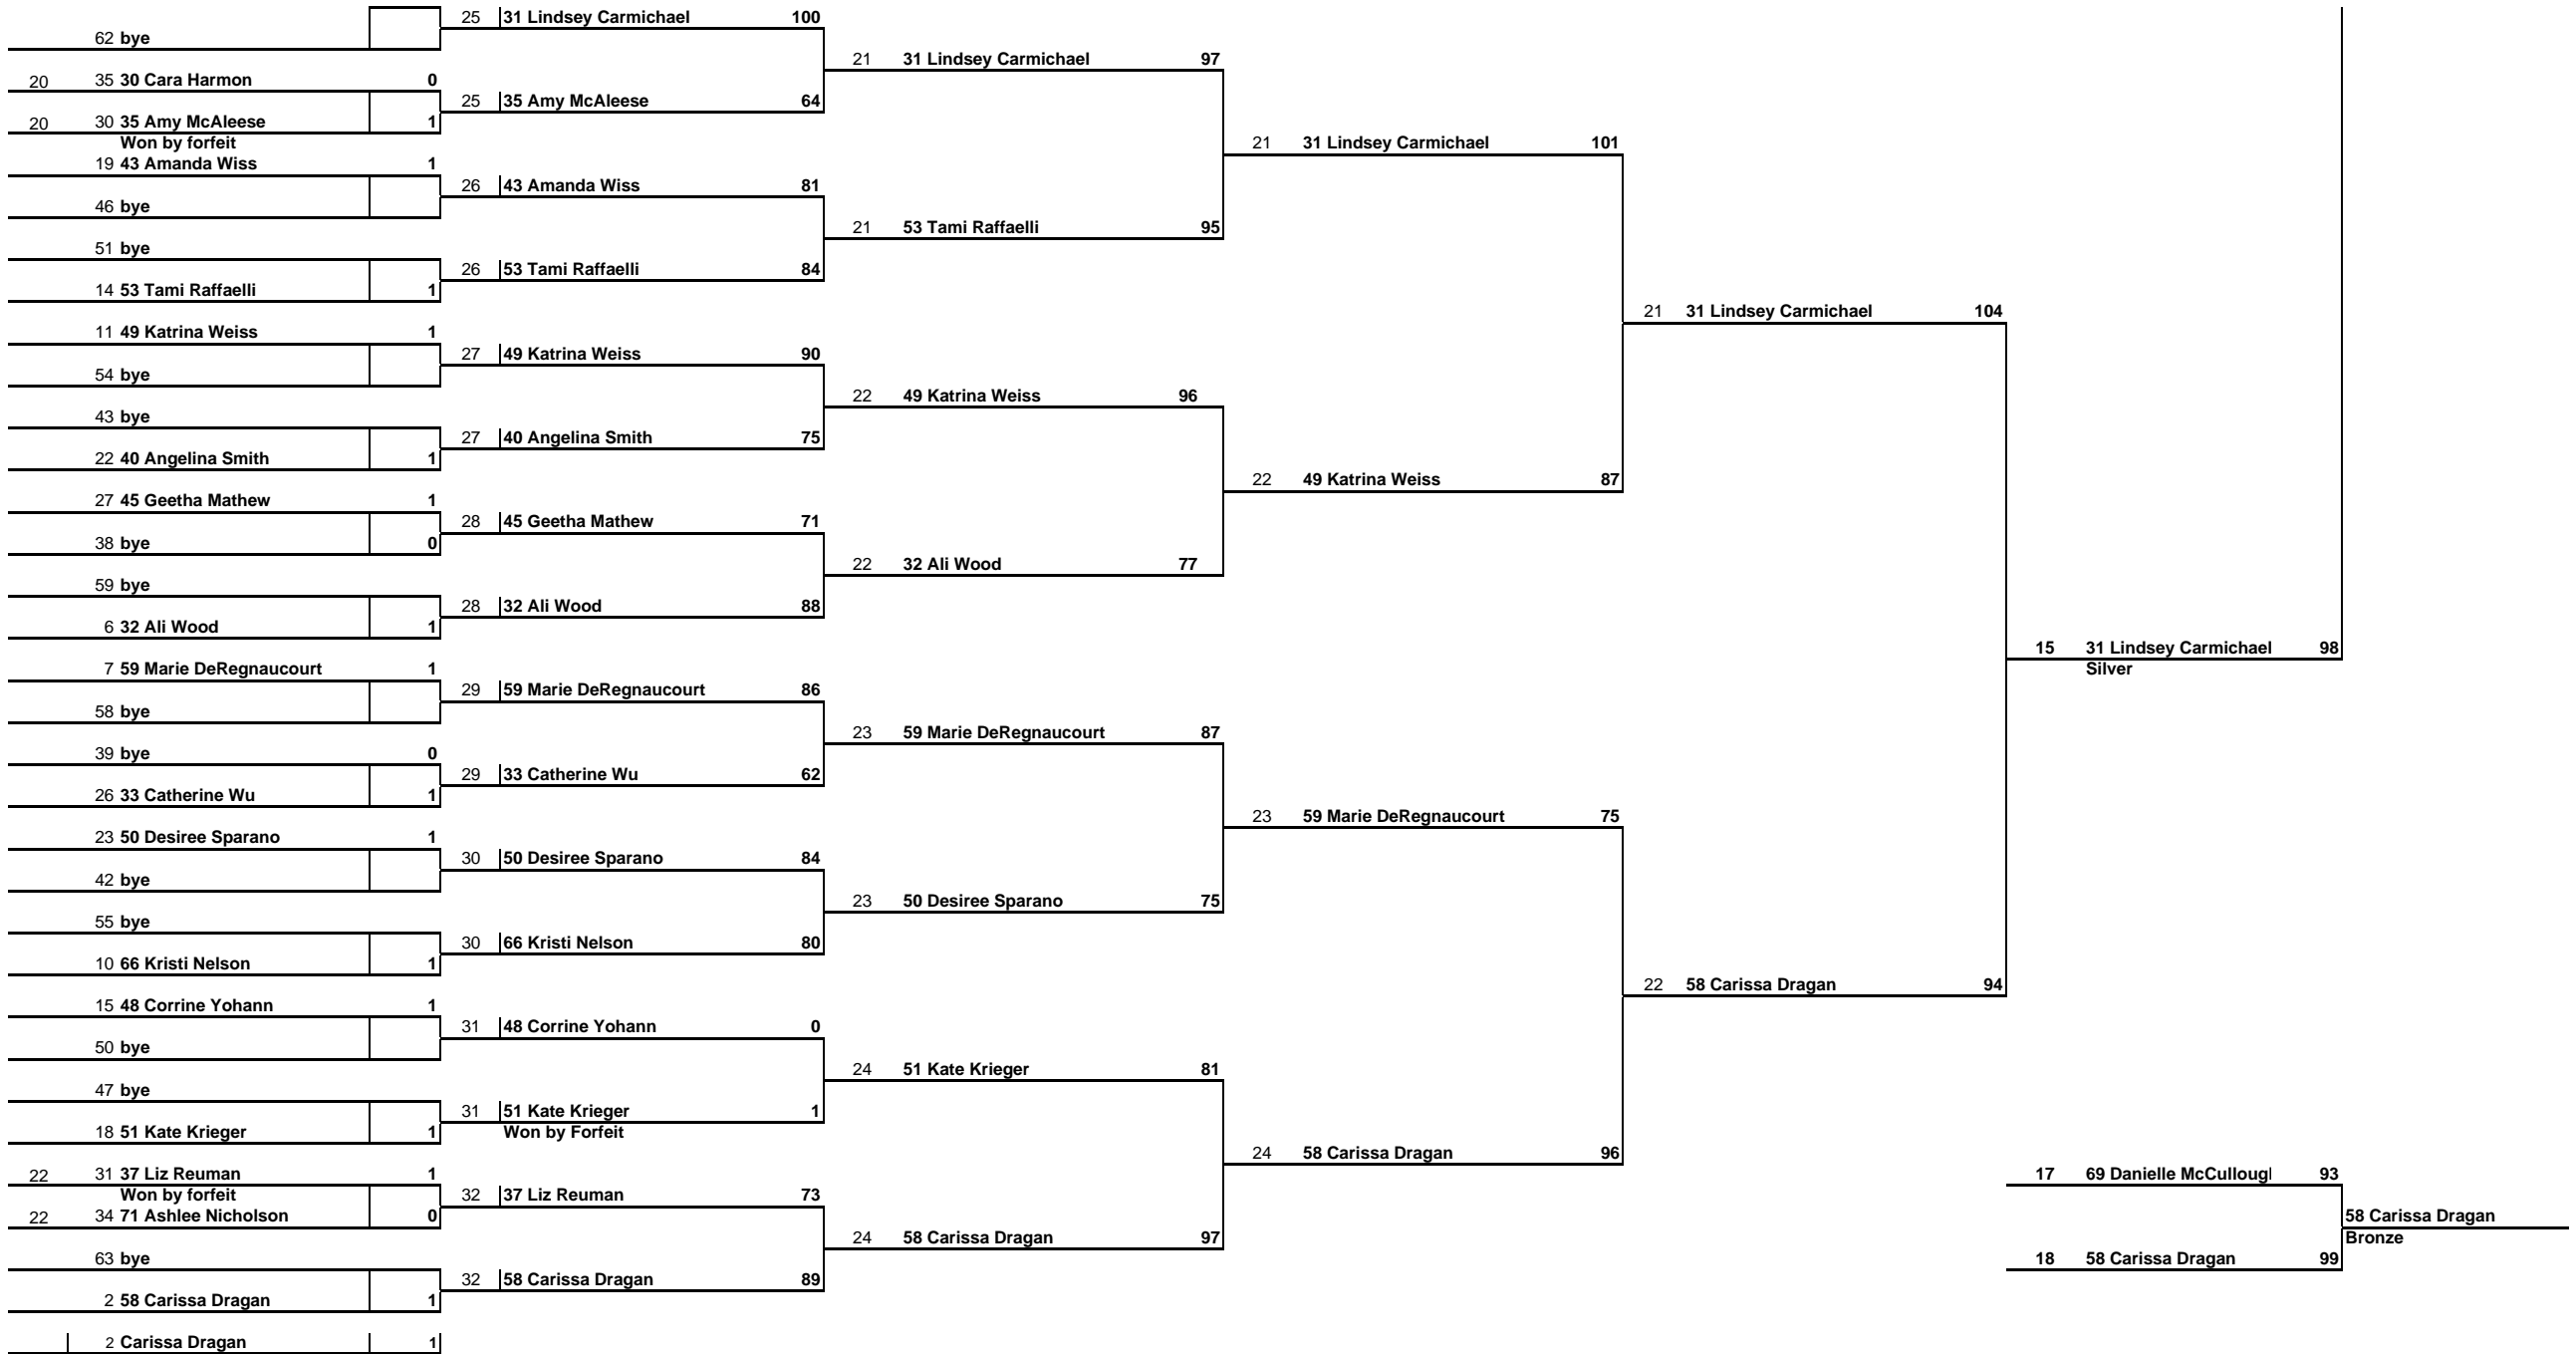 25 31 Lindsey Carmichael 100
62 bye
21 31 Lindsey Carmichael 97
20 35 30 Cara Harmon 0
25 35 Amy McAleese 64
20 30 35 Amy McAleese 1
Won by forfeit
21 31 Lindsey Carmichael 101
19 43 Amanda Wiss 1
26 43 Amanda Wiss 81
46 bye
21 53 Tami Raffaelli 95
51 bye
26 53 Tami Raffaelli 84
14 53 Tami Raffaelli 1
21 31 Lindsey Carmichael 104
11 49 Katrina Weiss 1
27 49 Katrina Weiss 90
54 bye
22 49 Katrina Weiss 96
43 bye
27 40 Angelina Smith 75
22 40 Angelina Smith 1
22 49 Katrina Weiss 87
27 45 Geetha Mathew 1
28 45 Geetha Mathew 71
38 bye 0
22 32 Ali Wood 77
59 bye
28 32 Ali Wood 88
6 32 Ali Wood 1
15 31 Lindsey Carmichael 98
Silver
7 59 Marie DeRegnaucourt 1
29 59 Marie DeRegnaucourt 86
58 bye
23 59 Marie DeRegnaucourt 87
39 bye 0
29 33 Catherine Wu 62
26 33 Catherine Wu 1
23 59 Marie DeRegnaucourt 75
23 50 Desiree Sparano 1
30 50 Desiree Sparano 84
42 bye
23 50 Desiree Sparano 75
55 bye
30 66 Kristi Nelson 80
10 66 Kristi Nelson 1
22 58 Carissa Dragan 94
15 48 Corrine Yohann 1
31 48 Corrine Yohann 0
50 bye
24 51 Kate Krieger 81
47 bye
31 51 Kate Krieger 1
Won by Forfeit
18 51 Kate Krieger 1
24 58 Carissa Dragan 96
22 31 37 Liz Reuman 1
17 69 Danielle McCulloug 93
Won by forfeit
32 37 Liz Reuman 73
22 34 71 Ashlee Nicholson 0
58 Carissa Dragan
Bronze
24 58 Carissa Dragan 97
63 bye
18 58 Carissa Dragan 99
32 58 Carissa Dragan 89
2 58 Carissa Dragan 1
2 Carissa Dragan 1